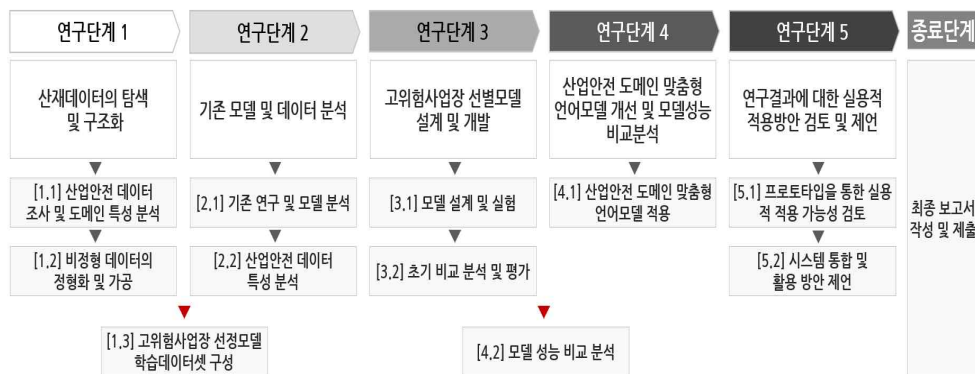 연구단계 1
연구단계 2
연구단계 3
연구단계 4
연구단계 5
종료단계
산재데이터의 탐색
및 구조화
기존 모델 및 데이터 분석
고위험사업장 선별모델
설계 및 개발
산업안전 도메인 맞춤형
언어모델 개선 및 모델성능
비교분석
연구결과에 대한 실용적
적용방안 검토 및 제언
[1.1] 산업안전 데이터
조사 및 도메인 특성 분석
[2.1] 기존 연구 및 모델 분석
[3.1] 모델 설계 및 실험
[4.1] 산업안전 도메인 맞춤형
언어모델 적용
[5.1] 프로토타입을 통한 실용
적 적용 가능성 검토
최종 보고서
작성 및 제출
[1.2] 비정형 데이터의
정형화 및 가공
[2.2] 산업안전 데이터
특성 분석
[3.2] 초기 비교 분석 및 평가
[5.2] 시스템 통합 및
활용 방안 제언
[1.3] 고위험사업장 선정모델
학습데이터셋 구성
[4.2] 모델 성능 비교 분석